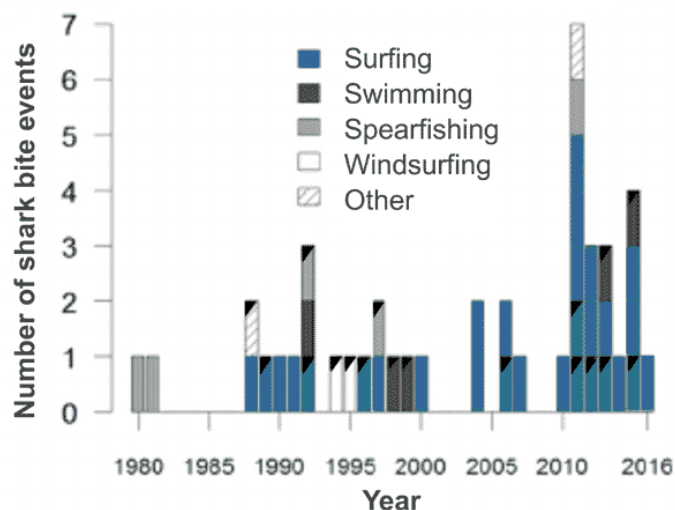 7
6
5
4
3
2
1
0
Number of shark bite events
Surfing
Swimming
Spearfishing
Windsurfing
Other
1980 1985 1990 1995 2000 2005 2010 2016
Year